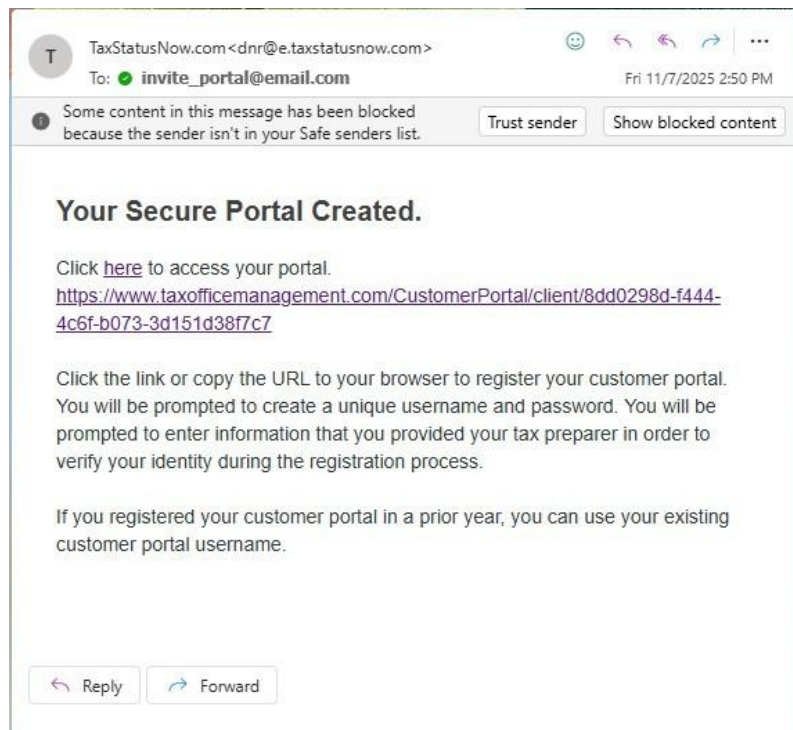 T
TaxStatusNow.com<dnr@e.taxstatusnow.com>
To: invite_portal@email.com
Fri 11/7/2025 2:50 PM
Some content in this message has been blocked
because the sender isn't in your Safe senders list.
Trust sender
Show blocked content
Your Secure Portal Created.
Click here to access your portal.
https://www.taxofficemanagement.com/CustomerPortal/client/8dd0298d-f444-
4c6f-b073-3d151d38f7c7
Click the link or copy the URL to your browser to register your customer portal.
You will be prompted to create a unique username and password. You will be
prompted to enter information that you provided your tax preparer in order to
verify your identity during the registration process.
If you registered your customer portal in a prior year, you can use your existing
customer portal username.
Reply
Forward